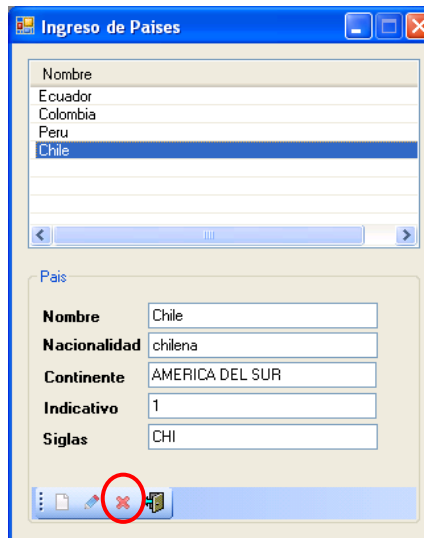 Ingreso de Paises
Nombre
Ecuador
Colombia
Peru
Chile
Pais
Nombre Chile
Nacionalidad chilena
Continente AMERICA DEL SUR
Indicativo 1
Siglas CHI